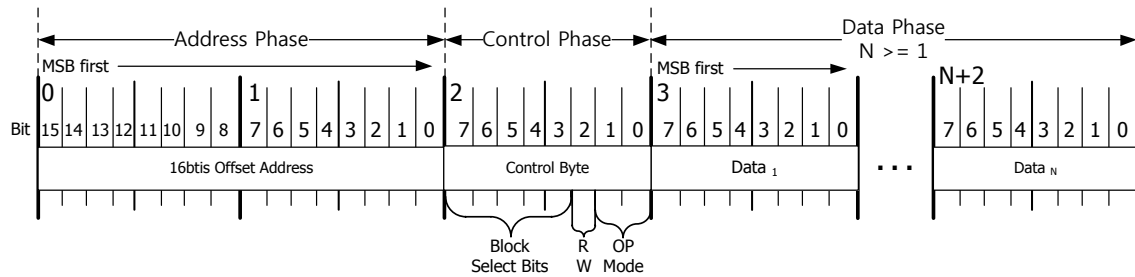 Address Phase Control Phase Data Phase
N >= 1
MSB first MSB first
0 1 2 3 N+2
Bit 15 14 13 12 11 10 9 8 7 6 5 4 3 2 1 0 7 6 5 4 3 2 1 0 7 6 5 4 3 2 1 0 7 6 5 4 3 2 1 0
16btis Offset Address Control Byte Data 1 ... Data N
Block R OP
Select Bits W Mode